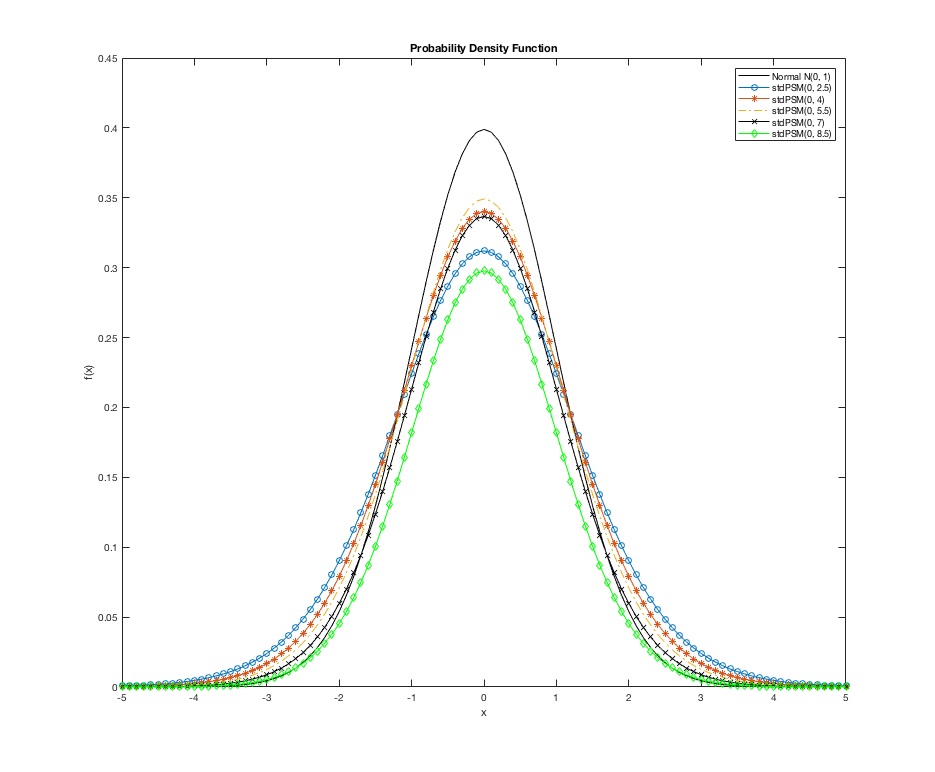 Probability Density Function
Normal N(0, 1)
stdPSM(0, 2.5)
stdPSM(0, 4)
stdPSM(0, 5.5)
stdPSM(0, 7)
stdPSM(0, 8.5)
f(x)
0.45
0.4
0.35
0.3
0.25
0.2
0.15
0.1
0.05
0
-5 -4 -3 -2 -1 0 1 2 3 4 5
x